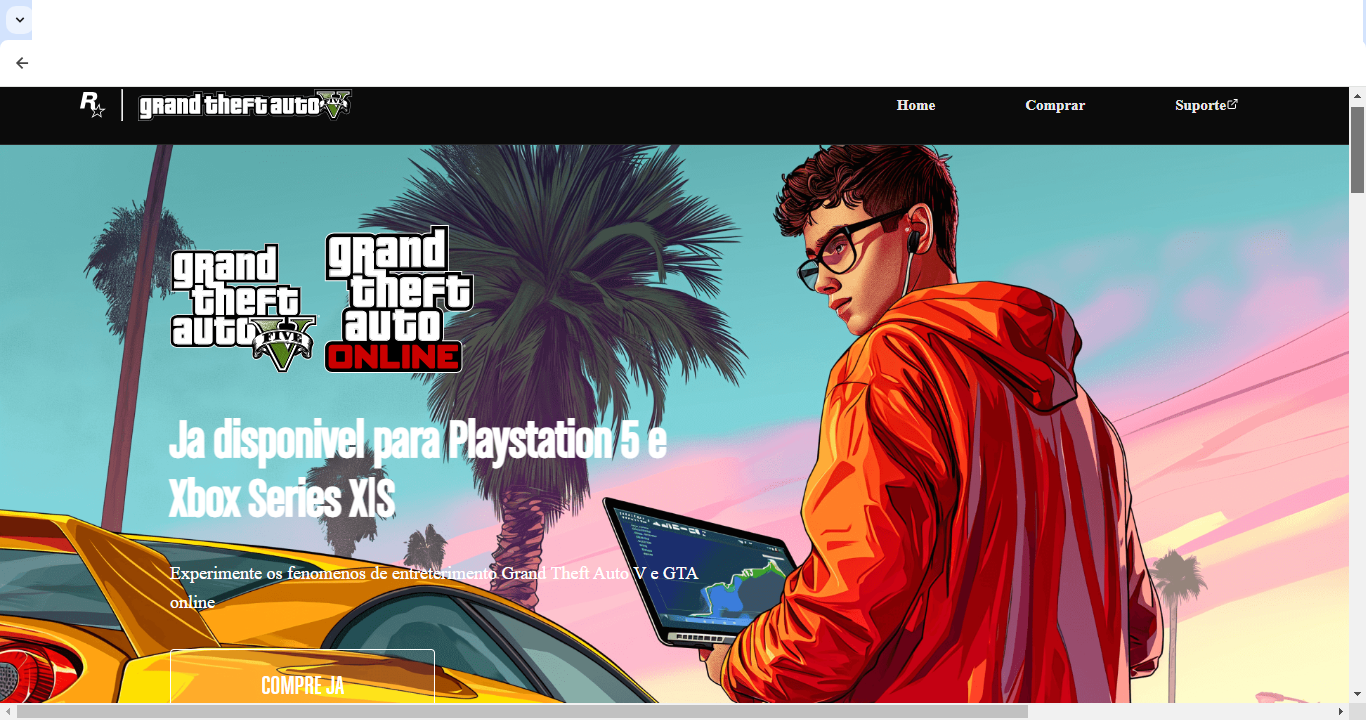 R
grand theft auto V
FIVE
Home
Comprar
Suporte
grand
theft
auto V
FIVE
grand
theft
auto
ONLINE
Ja disponivel para Playstation 5 e
Xbox Series X|S
Experimente os fenomenos de entreterimento Grand Theft Auto V e GTA
online
COMPRE JA